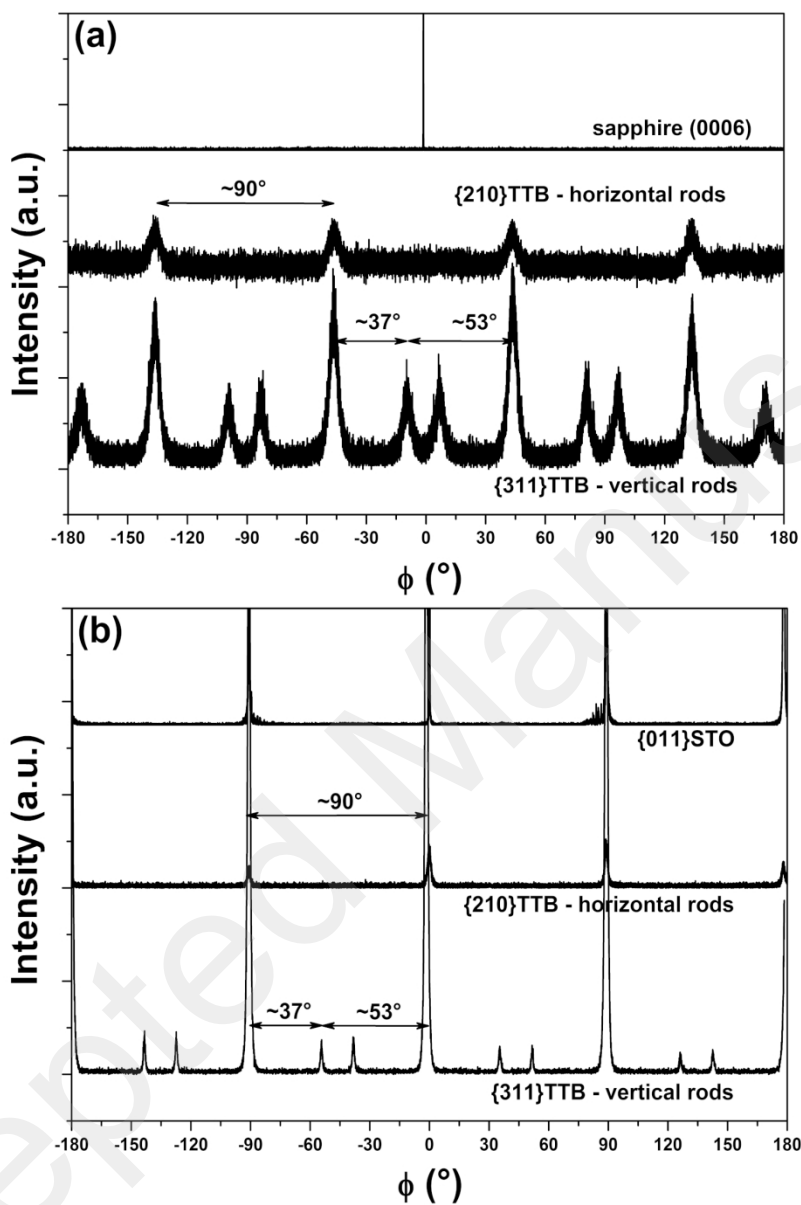 (a)
sapphire (0006)
~90°
{210}TTB - horizontal rods
~37°
~53°
{311}TTB - vertical rods
Intensity (a.u.)
-180 -150 -120 -90 -60 -30 0 30 60 90 120 150 180
ϕ (°)
(b)
{011}STO
~90°
{210}TTB - horizontal rods
~37°
~53°
{311}TTB - vertical rods
Intensity (a.u.)
-180 -150 -120 -90 -60 -30 0 30 60 90 120 150 180
ϕ (°)
epted Manus